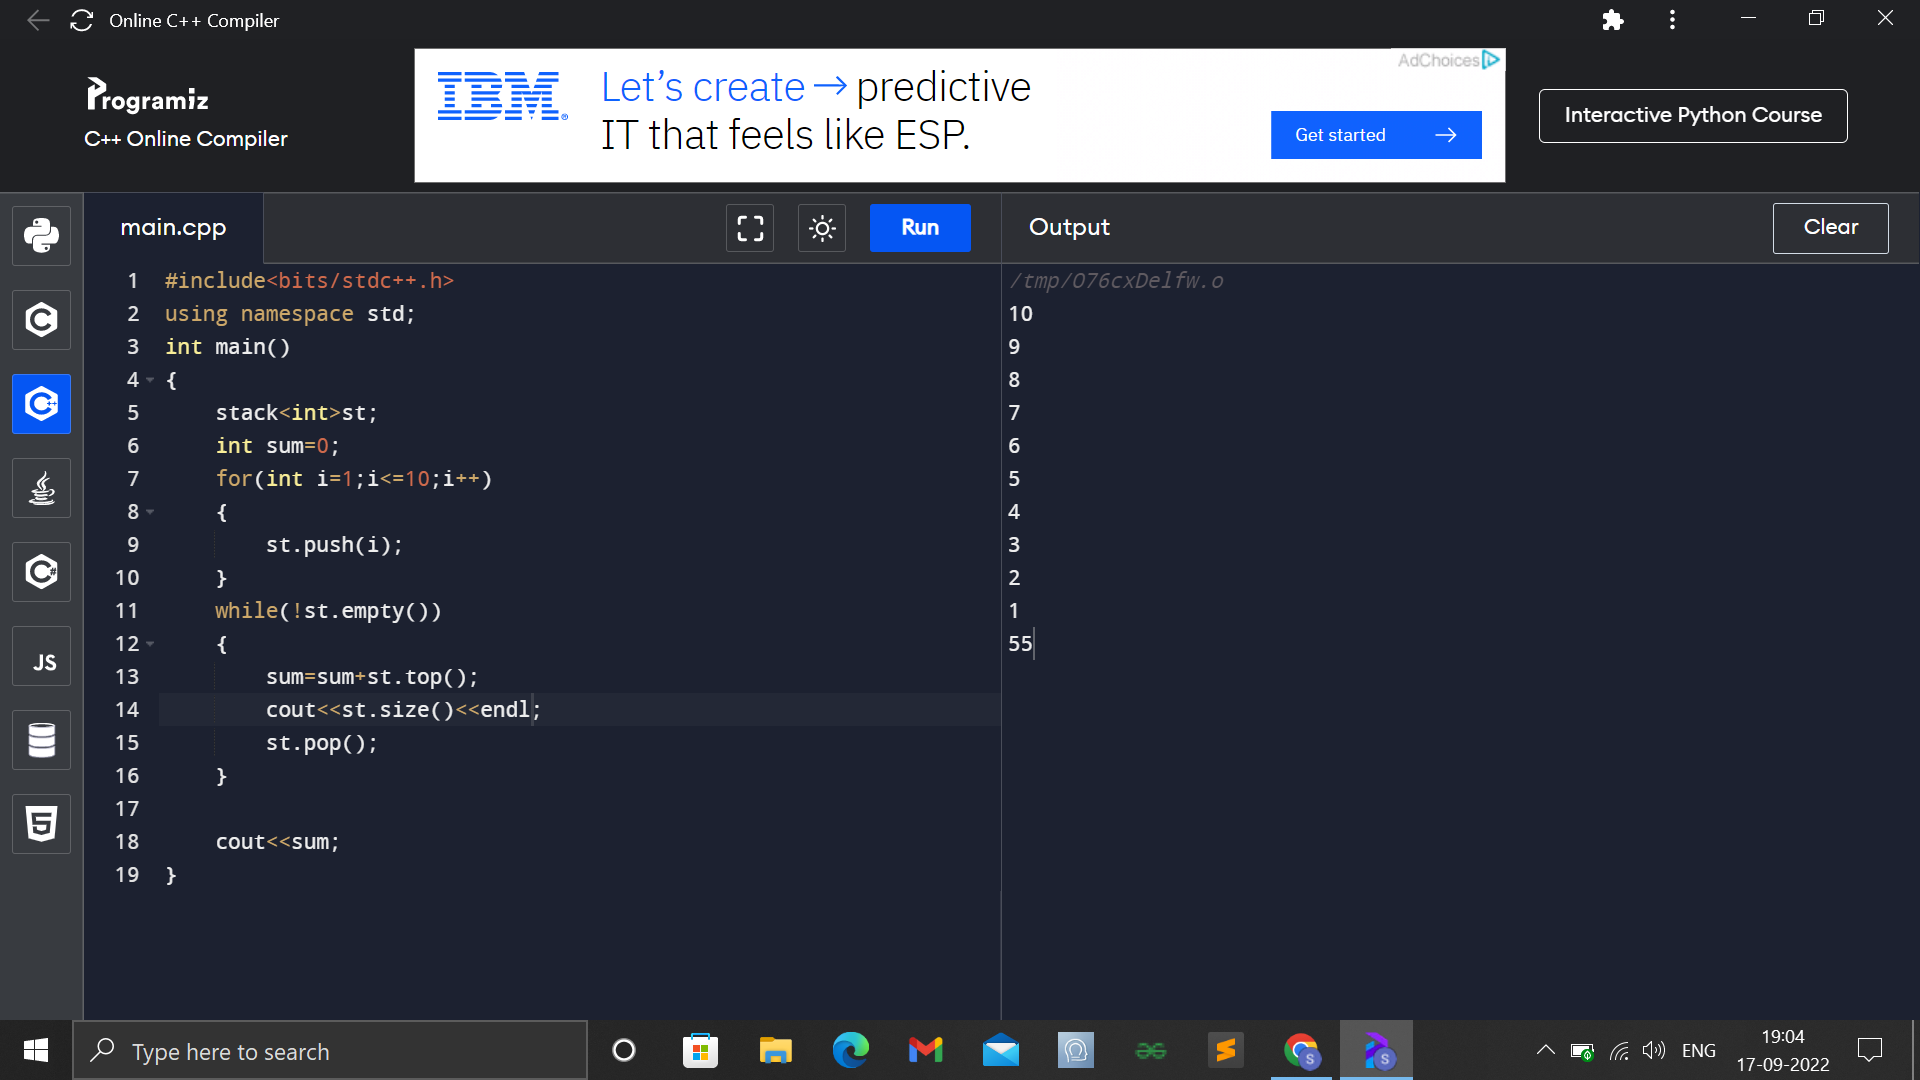 Online C++ Compiler
Programiz
C++ Online Compiler
IBM
Let's create → predictive
IT that feels like ESP.
AdChoices
Get started →
Interactive Python Course
main.cpp
Run
Output
Clear
1 #include<bits/stdc++.h>
2 using namespace std;
3 int main()
4 {
5     stack<int>st;
6     int sum=0;
7     for(int i=1;i<=10;i++)
8     {
9         st.push(i);
10     }
11     while(!st.empty())
12     {
13         sum=sum+st.top();
14         cout<<st.size()<<endl;
15         st.pop();
16     }
17
18     cout<<sum;
19 }
/tmp/O76cxDelfw.o
10
9
8
7
6
5
4
3
2
1
55
JS
Type here to search
ENG
19:04
17-09-2022